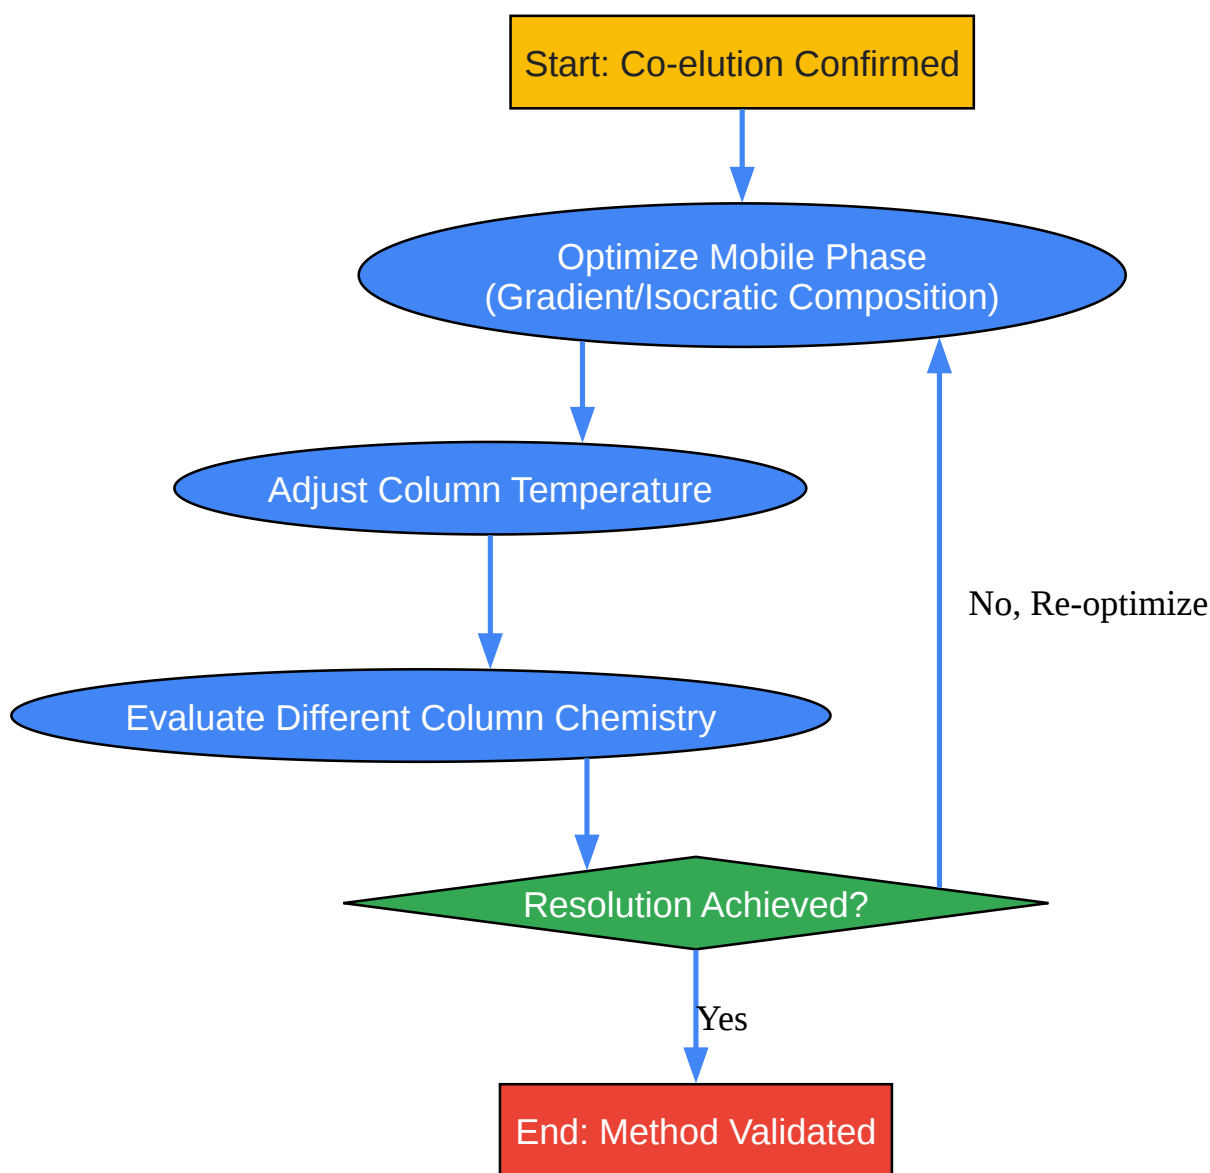 Start: Co-elution Confirmed
Optimize Mobile Phase
(Gradient/Isocratic Composition)
Adjust Column Temperature
No, Re-optimize
Evaluate Different Column Chemistry
Resolution Achieved?
Yes
End: Method Validated